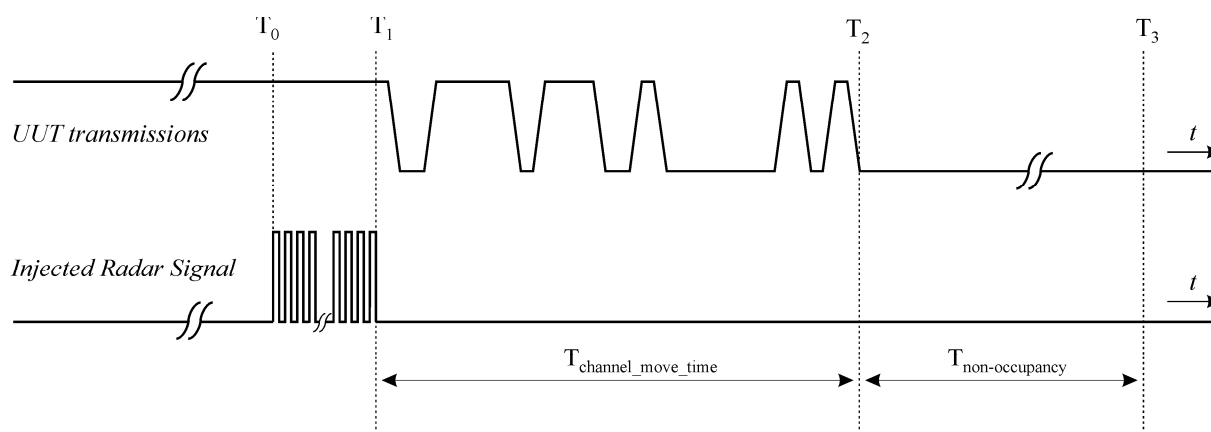 T0 T1 T2 T3
UUT transmissions
t
Injected Radar Signal
t
Tchannel_move_time
Tnon-occupancy